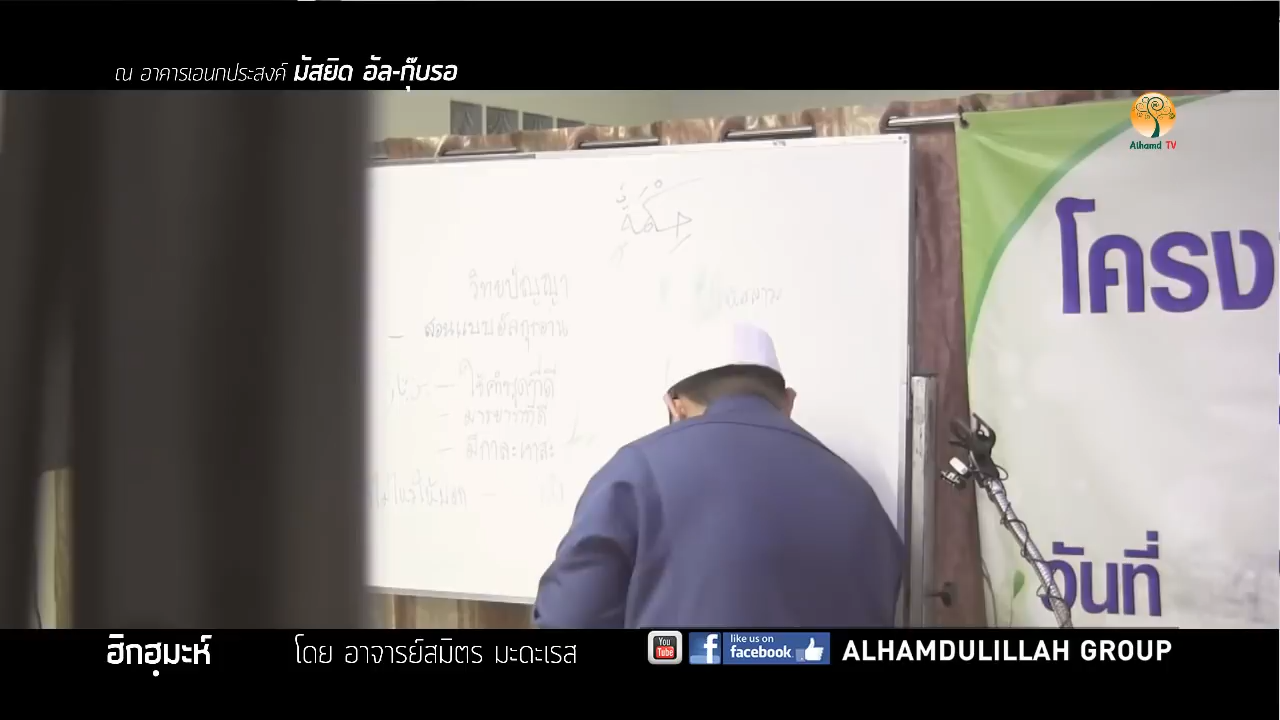 ณ อาคารเอนกประสงค์ มัสยิด อัล-กุ๊บรอ
Alhamd TV
โครง
วิทยปัญญา
สอนแบบอัลกุรอาน
ใช้คำพูดที่ดี
มารยาทที่ดี
มีกาละเทสะ
วันที่
ฮิกฮฺมะห์
โดย อาจารย์สมิตร มะดะเรส
You Tube
like us on
facebook.
ALHAMDULILLAH GROUP